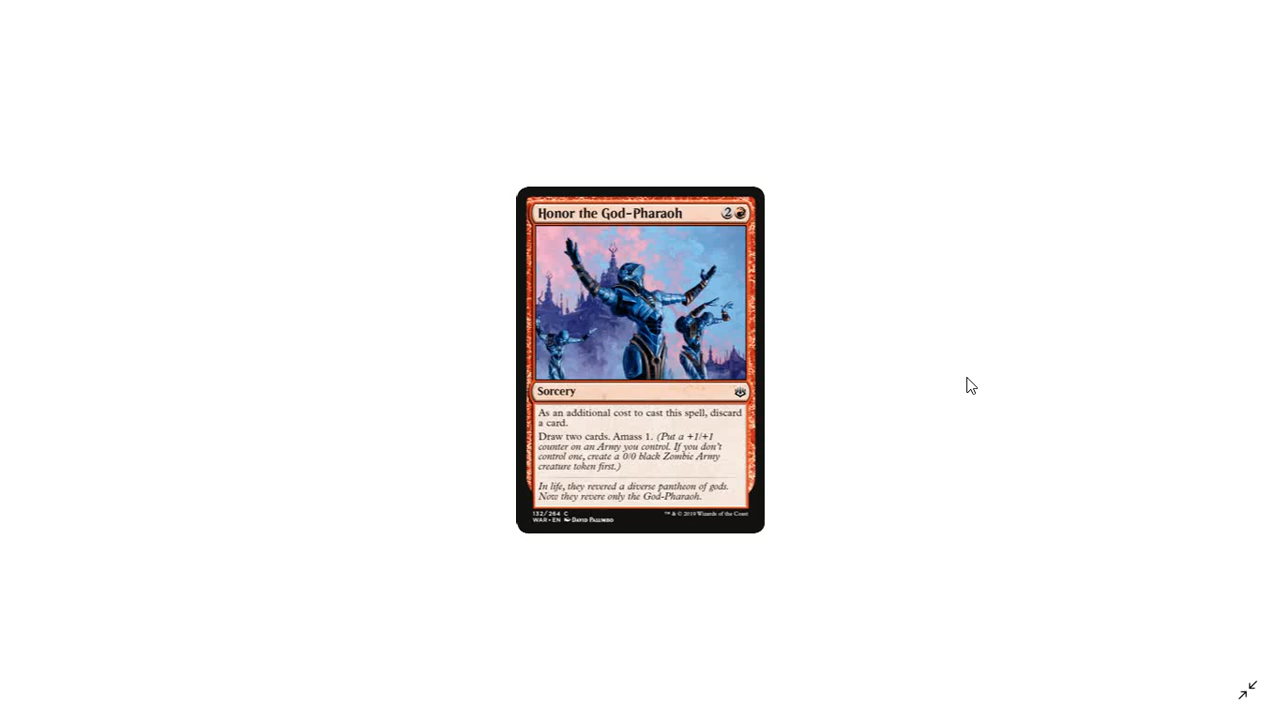 Honor the God-Pharaoh 2
Sorcery
As an additional cost to cast this spell, discard
a card.
Draw two cards. Amass 1. (Put a +1/+1
counter on an Army you control. If you don't
control one, create a 0/0 black Zombie Army
creature token first.)
In life, they revered a diverse pantheon of gods.
Now they revere only the God-Pharaoh.
132/264 C
WAR • EN David Palumbo
™ & © 2019 Wizards of the Coast